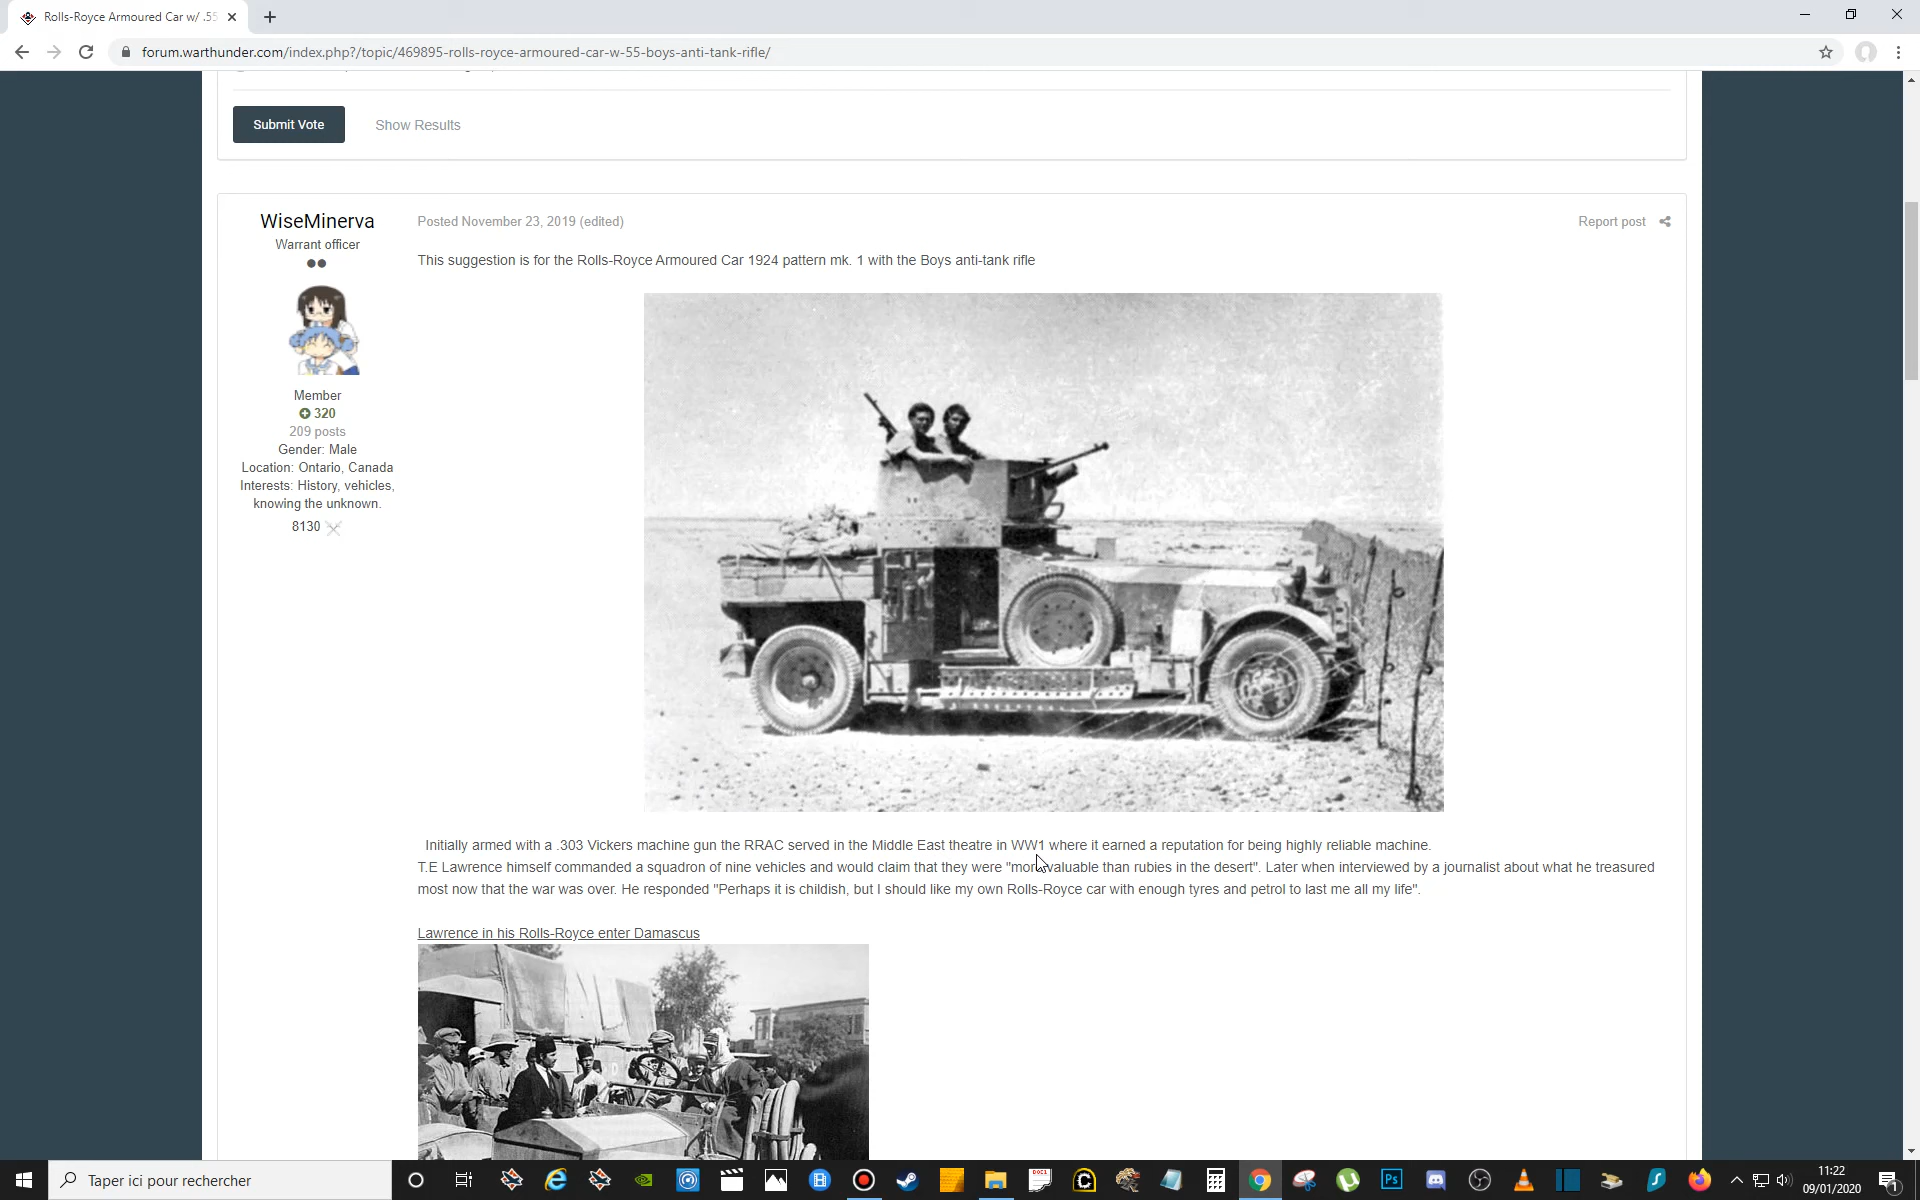 Rolls-Royce Armoured Car w/ .55
forum.warthunder.com/index.php?/topic/469895-rolls-royce-armoured-car-w-55-boys-anti-tank-rifle/
Submit Vote
Show Results
WiseMinerva
Warrant officer
Posted November 23, 2019 (edited)
Report post
This suggestion is for the Rolls-Royce Armoured Car 1924 pattern mk. 1 with the Boys anti-tank rifle
Member
320
209 posts
Gender: Male
Location: Ontario, Canada
Interests: History, vehicles,
knowing the unknown.
8130
Initially armed with a .303 Vickers machine gun the RRAC served in the Middle East theatre in WW1 where it earned a reputation for being highly reliable machine.
T.E Lawrence himself commanded a squadron of nine vehicles and would claim that they were "more valuable than rubies in the desert". Later when interviewed by a journalist about what he treasured
most now that the war was over. He responded "Perhaps it is childish, but I should like my own Rolls-Royce car with enough tyres and petrol to last me all my life".
Lawrence in his Rolls-Royce enter Damascus
Taper ici pour rechercher
DOC1
Ps
11:22
09/01/2020
1